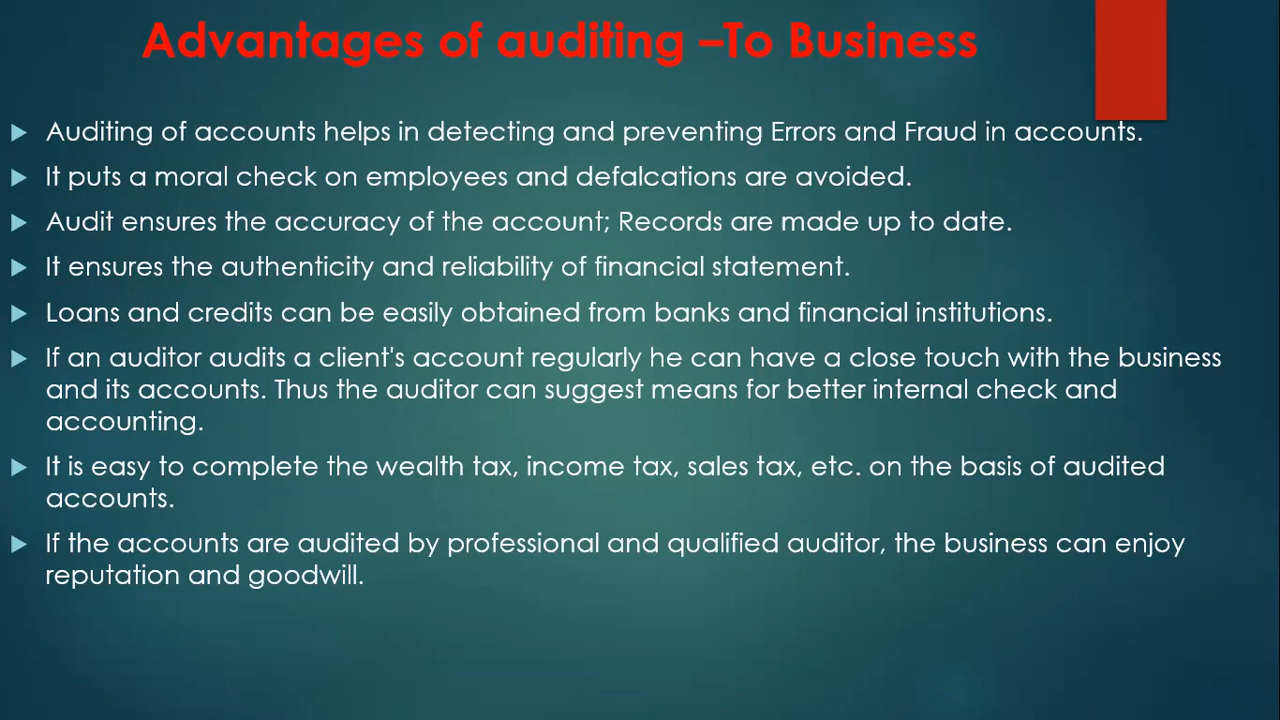 Advantages of auditing –To Business
Auditing of accounts helps in detecting and preventing Errors and Fraud in accounts.
It puts a moral check on employees and defalcations are avoided.
Audit ensures the accuracy of the account; Records are made up to date.
It ensures the authenticity and reliability of financial statement.
Loans and credits can be easily obtained from banks and financial institutions.
If an auditor audits a client's account regularly he can have a close touch with the business
and its accounts. Thus the auditor can suggest means for better internal check and
accounting.
It is easy to complete the wealth tax, income tax, sales tax, etc. on the basis of audited
accounts.
If the accounts are audited by professional and qualified auditor, the business can enjoy
reputation and goodwill.